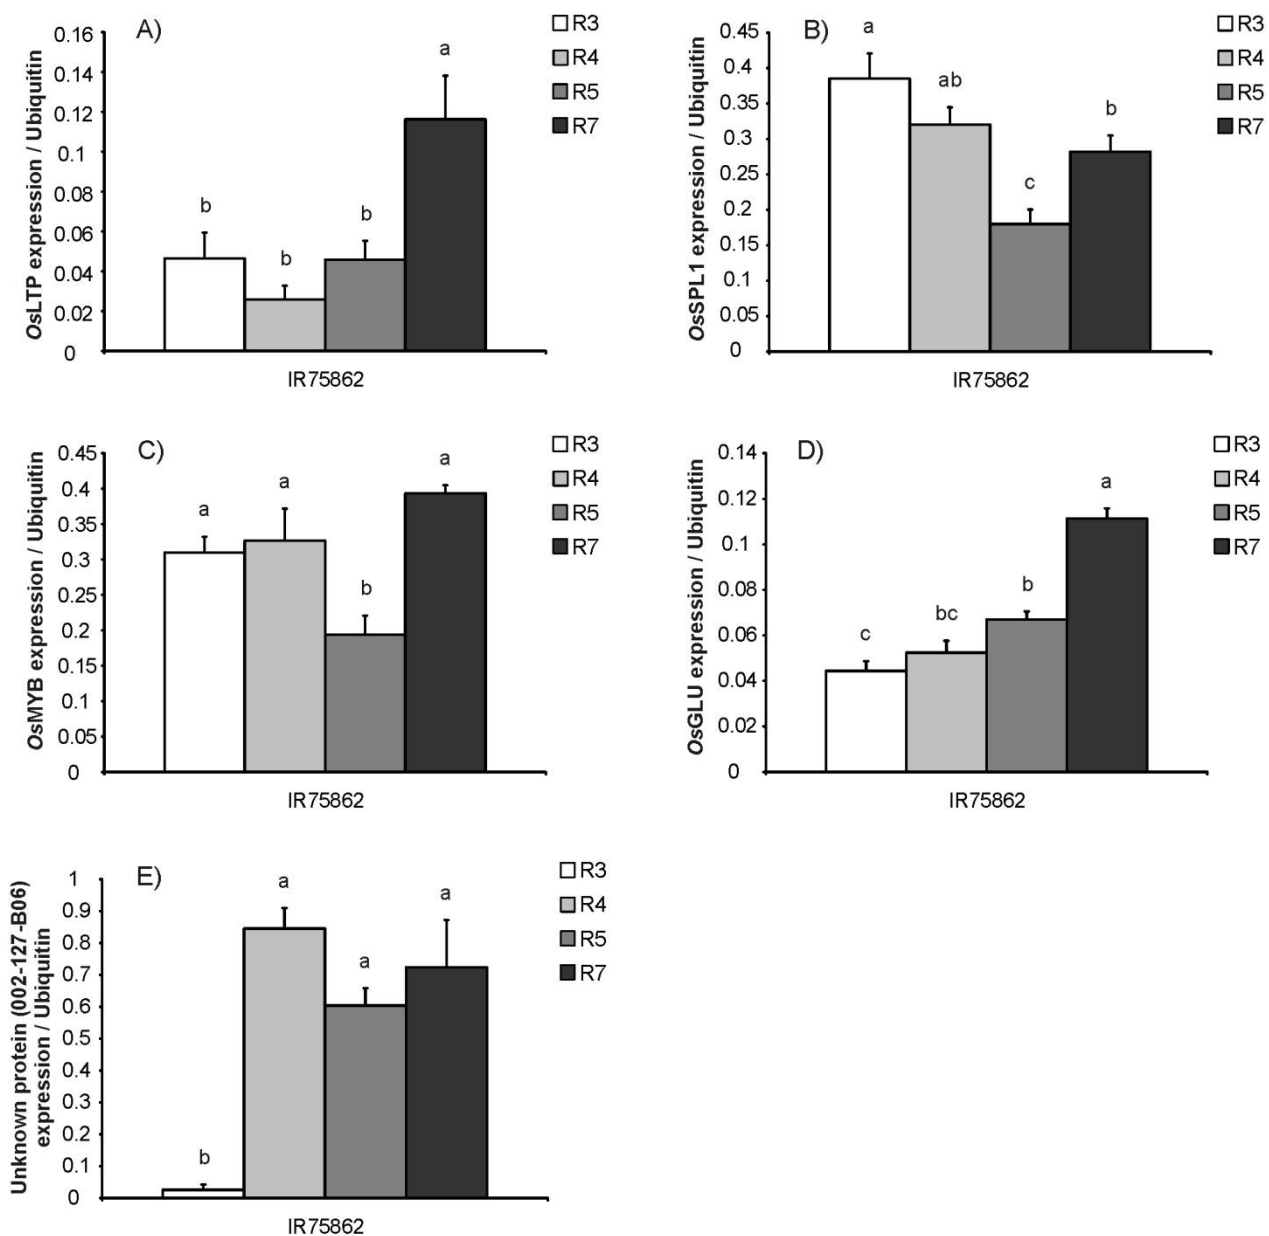 A)
OsLTP expression / Ubiquitin
0.16
0.14
0.12
0.1
0.08
0.06
0.04
0.02
0
b
b
b
a
IR75862
R3
R4
R5
R7
B)
OsSPL1 expression / Ubiquitin
0.45
0.4
0.35
0.3
0.25
0.2
0.15
0.1
0.05
0
a
ab
c
b
IR75862
R3
R4
R5
R7
C)
OsMYB expression / Ubiquitin
0.45
0.4
0.35
0.3
0.25
0.2
0.15
0.1
0.05
0
a
a
b
a
IR75862
R3
R4
R5
R7
D)
OsGLU expression / Ubiquitin
0.14
0.12
0.1
0.08
0.06
0.04
0.02
0
c
bc
b
a
IR75862
R3
R4
R5
R7
E)
Unknown protein (002-127-B06)
expression / Ubiquitin
1
0.9
0.8
0.7
0.6
0.5
0.4
0.3
0.2
0.1
0
b
a
a
a
IR75862
R3
R4
R5
R7